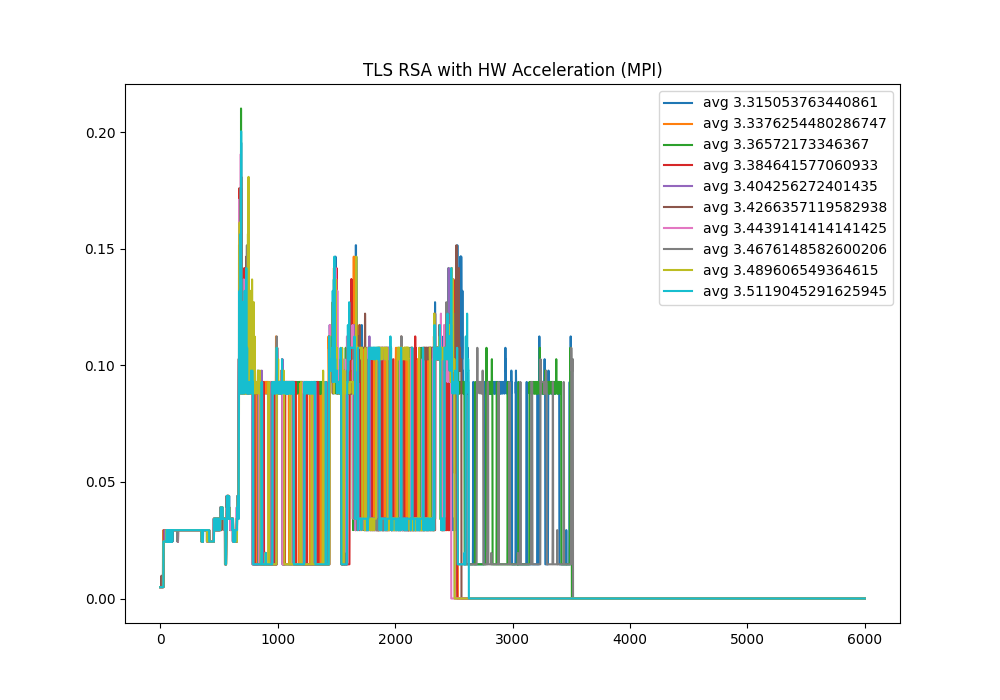 TLS RSA with HW Acceleration (MPI)
avg 3.315053763440861
avg 3.3376254480286747
avg 3.36572173346367
avg 3.384641577060933
avg 3.404256272401435
avg 3.4266357119582938
avg 3.4439141414141425
avg 3.4676148582600206
avg 3.489606549364615
avg 3.5119045291625945
0.20
0.15
0.10
0.05
0.00
0 1000 2000 3000 4000 5000 6000